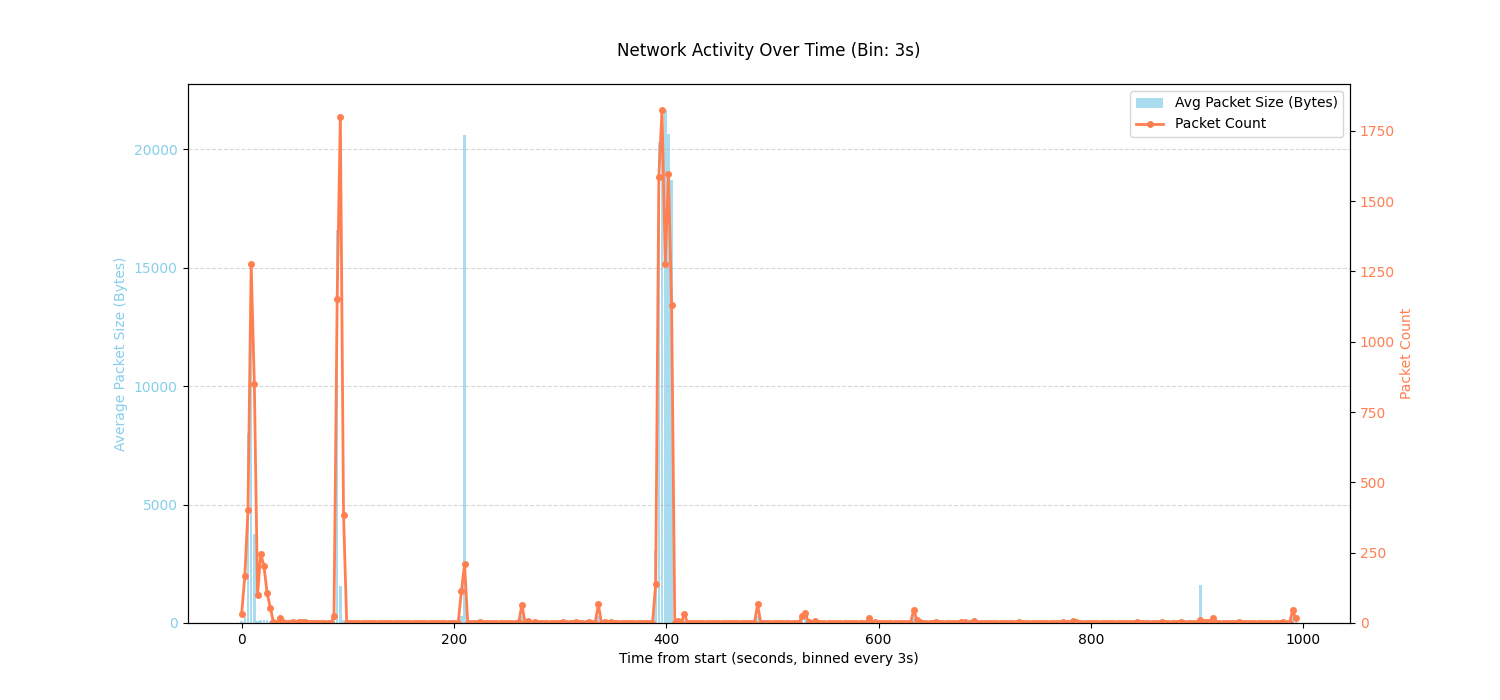 Network Activity Over Time (Bin: 3s)
Avg Packet Size (Bytes)
Packet Count
Average Packet Size (Bytes)
20000
15000
10000
5000
0
1750
1500
1250
1000
750
500
250
0
Packet Count
0 200 400 600 800 1000
Time from start (seconds, binned every 3s)